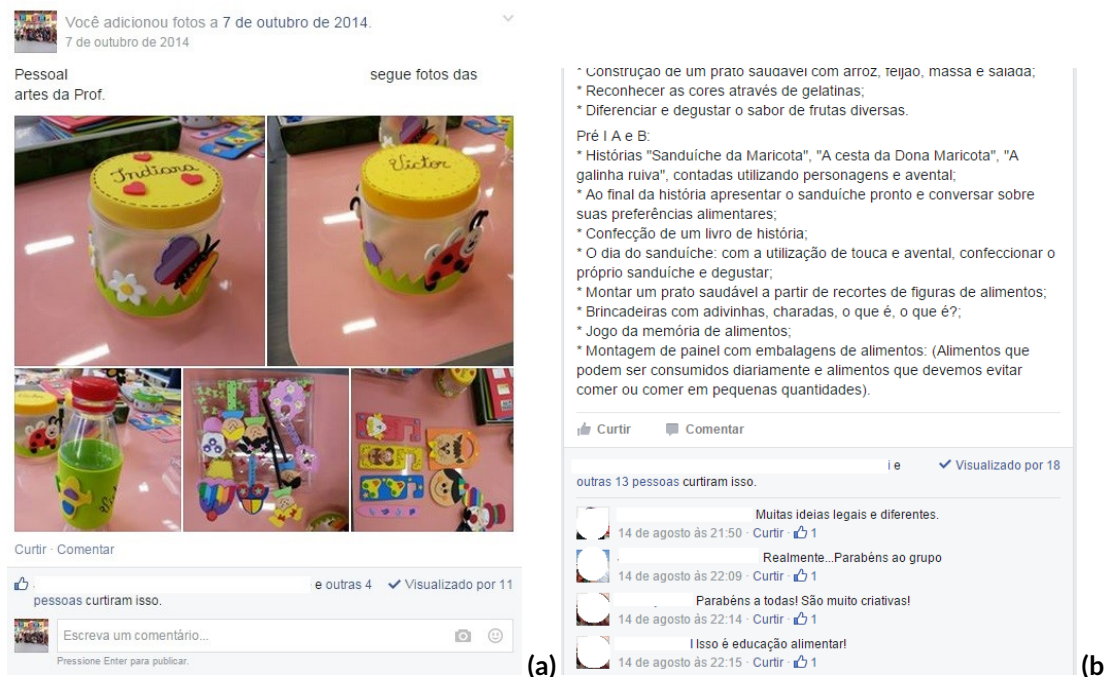 Você adicionou fotos a 7 de outubro de 2014.
7 de outubro de 2014
Pessoal segue fotos das
artes da Prof.
Indiara
Victor
Curtir · Comentar
e outras 4 Visualizado por 11
pessoas curtiram isso.
Escreva um comentário...
Pressione Enter para publicar.
(a)
* Construção de um prato saudável com arroz, feijão, massa e salada;
* Reconhecer as cores através de gelatinas;
* Diferenciar e degustar o sabor de frutas diversas.
Pré I A e B:
* Histórias "Sanduíche da Maricota", "A cesta da Dona Maricota", "A
galinha ruiva", contadas utilizando personagens e avental;
* Ao final da história apresentar o sanduíche pronto e conversar sobre
suas preferências alimentares;
* Confecção de um livro de história;
* O dia do sanduíche: com a utilização de touca e avental, confeccionar o
próprio sanduíche e degustar;
* Montar um prato saudável a partir de recortes de figuras de alimentos;
* Brincadeiras com adivinhas, charadas, o que é, o que é?;
* Jogo da memória de alimentos;
* Montagem de painel com embalagens de alimentos: (Alimentos que
podem ser consumidos diariamente e alimentos que devemos evitar
comer ou comer em pequenas quantidades).
Curtir Comentar
e Visualizado por 18
outras 13 pessoas curtiram isso.
Muitas ideias legais e diferentes.
14 de agosto às 21:50 · Curtir · 1
Realmente...Parabéns ao grupo
14 de agosto às 22:09 · Curtir · 1
Parabéns a todas! São muito criativas!
14 de agosto às 22:14 · Curtir · 1
Isso é educação alimentar!
14 de agosto às 22:15 · Curtir · 1
(b